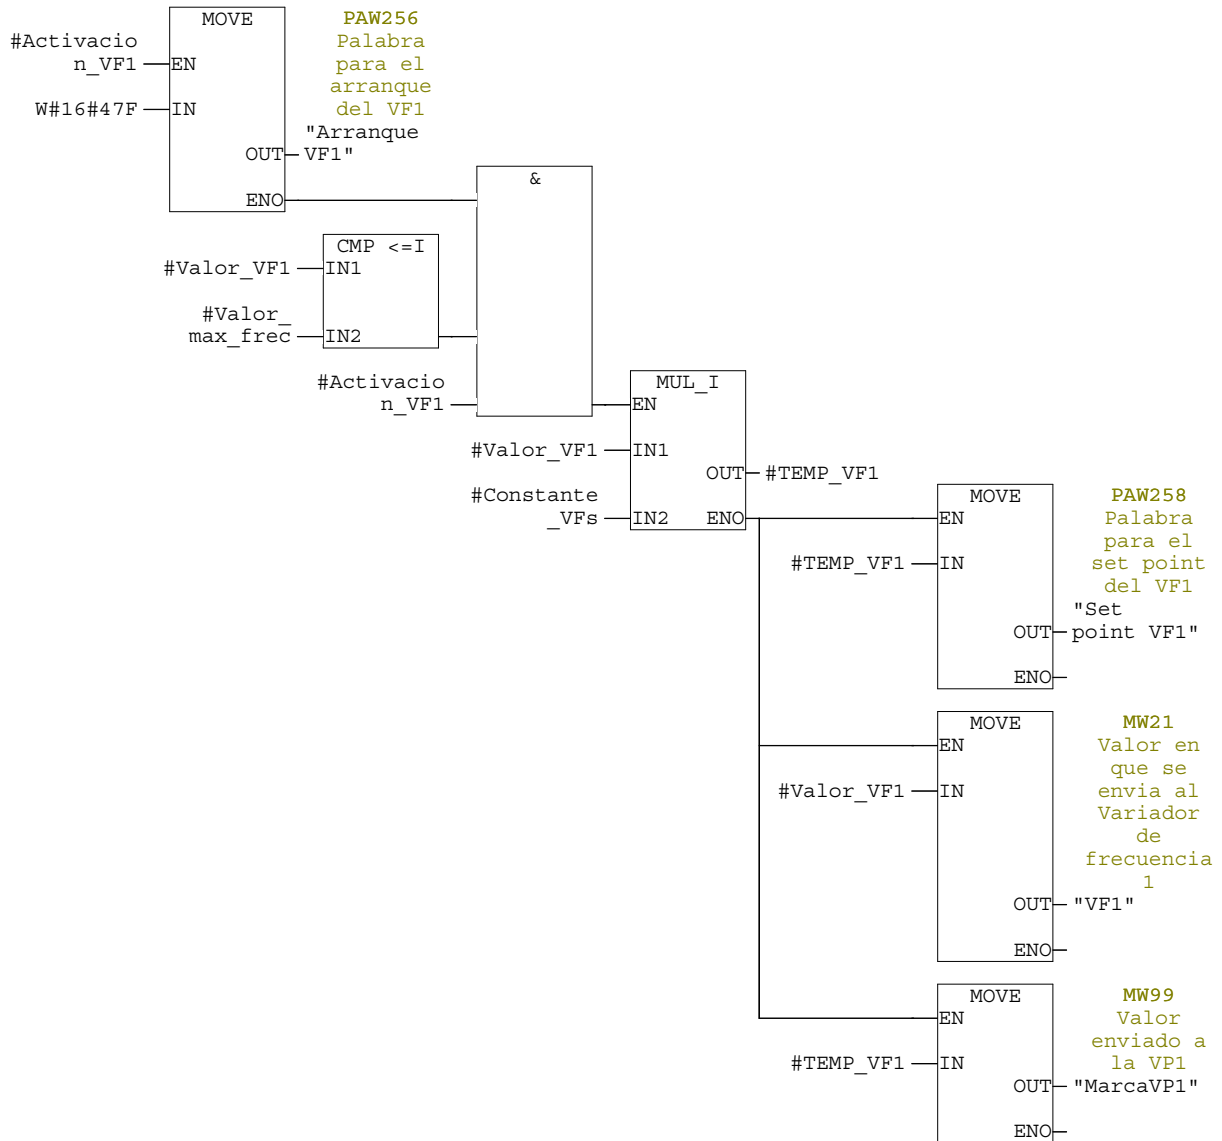 MOVE
#Activacio
n_VF1
EN
W#16#47F
IN
OUT
ENO
PAW256
Palabra
para el
arranque
del VF1
"Arranque
VF1"
&
CMP <=I
#Valor_VF1
IN1
#Valor_
max_frec
IN2
#Activacio
n_VF1
MUL_I
EN
#Valor_VF1
IN1
OUT
#TEMP_VF1
#Constante
_VFs
IN2
ENO
MOVE
EN
#TEMP_VF1
IN
OUT
ENO
PAW258
Palabra
para el
set point
del VF1
"Set
point VF1"
MOVE
EN
#Valor_VF1
IN
OUT
ENO
MW21
Valor en
que se
envia al
Variador
de
frecuencia
1
"VF1"
MOVE
EN
#TEMP_VF1
IN
OUT
ENO
MW99
Valor
enviado a
la VP1
"MarcaVP1"